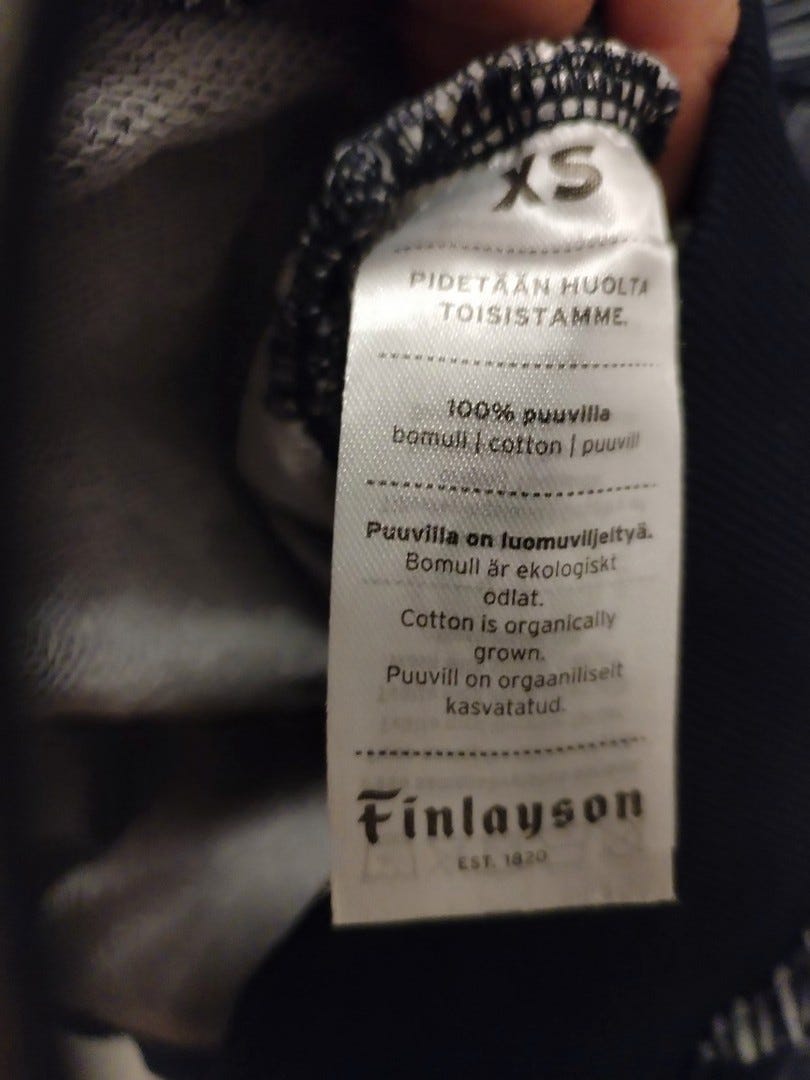 XS
PIDETÄÄN HUOLTA
TOISISTAMME.
100% puuvilla
bomull | cotton | puuvill
Puuvilla on luomuviljeltyä.
Bomull är ekologiskt
odlat.
Cotton is organically
grown.
Puuvill on orgaaniliselt
kasvatatud.
Finlayson
EST. 1820